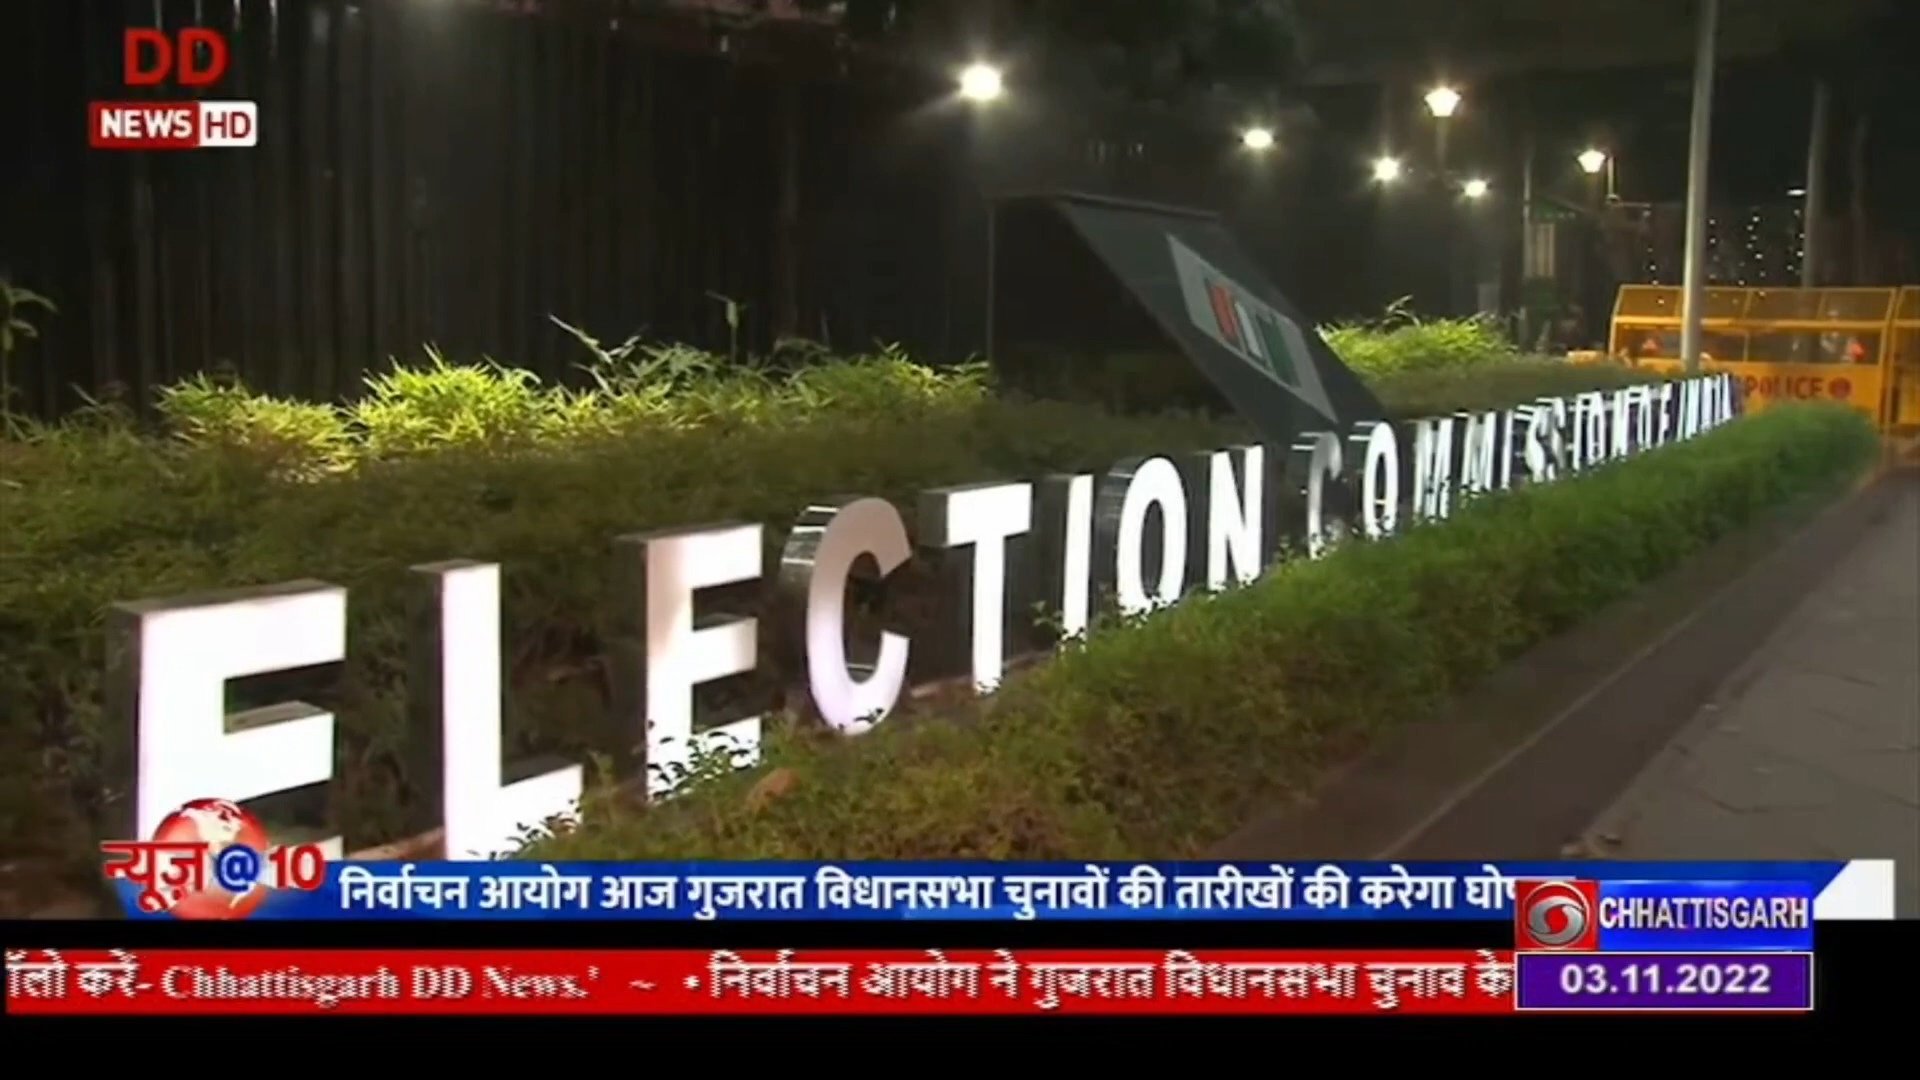 DD
NEWS HD
POLICE
ELECTION COMMISSION OF INDIA
न्यूज़@10
निर्वाचन आयोग आज गुजरात विधानसभा चुनावों की तारीखों की करेगा
CHHATTISGARH
करें- Chhattisgarh DD News.' ~ • निर्वाचन आयोग ने गुजरात विधानसभा चुनाव के
03.11.2022